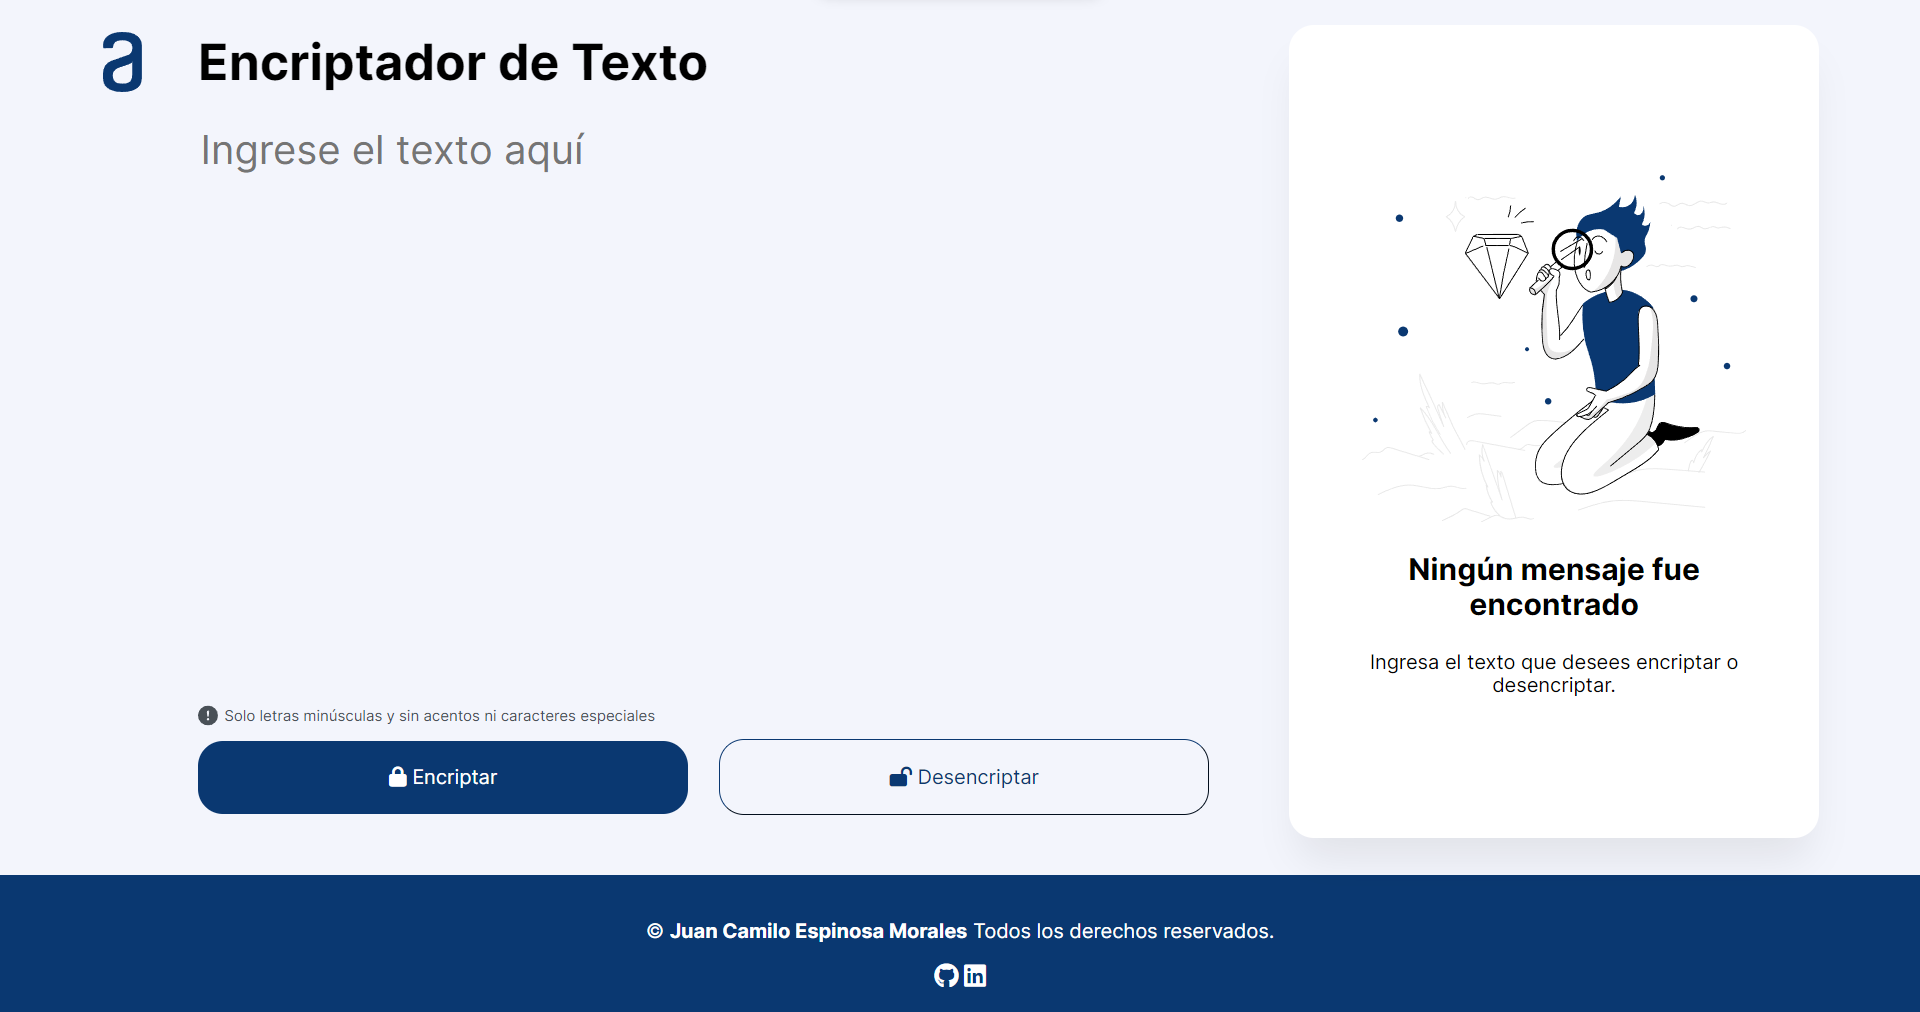 a
Encriptador de Texto
Ingrese el texto aquí
Ningún mensaje fue
encontrado
Ingresa el texto que desees encriptar o
desencriptar.
Solo letras minúsculas y sin acentos ni caracteres especiales
Encriptar
Desencriptar
© Juan Camilo Espinosa Morales Todos los derechos reservados.
in